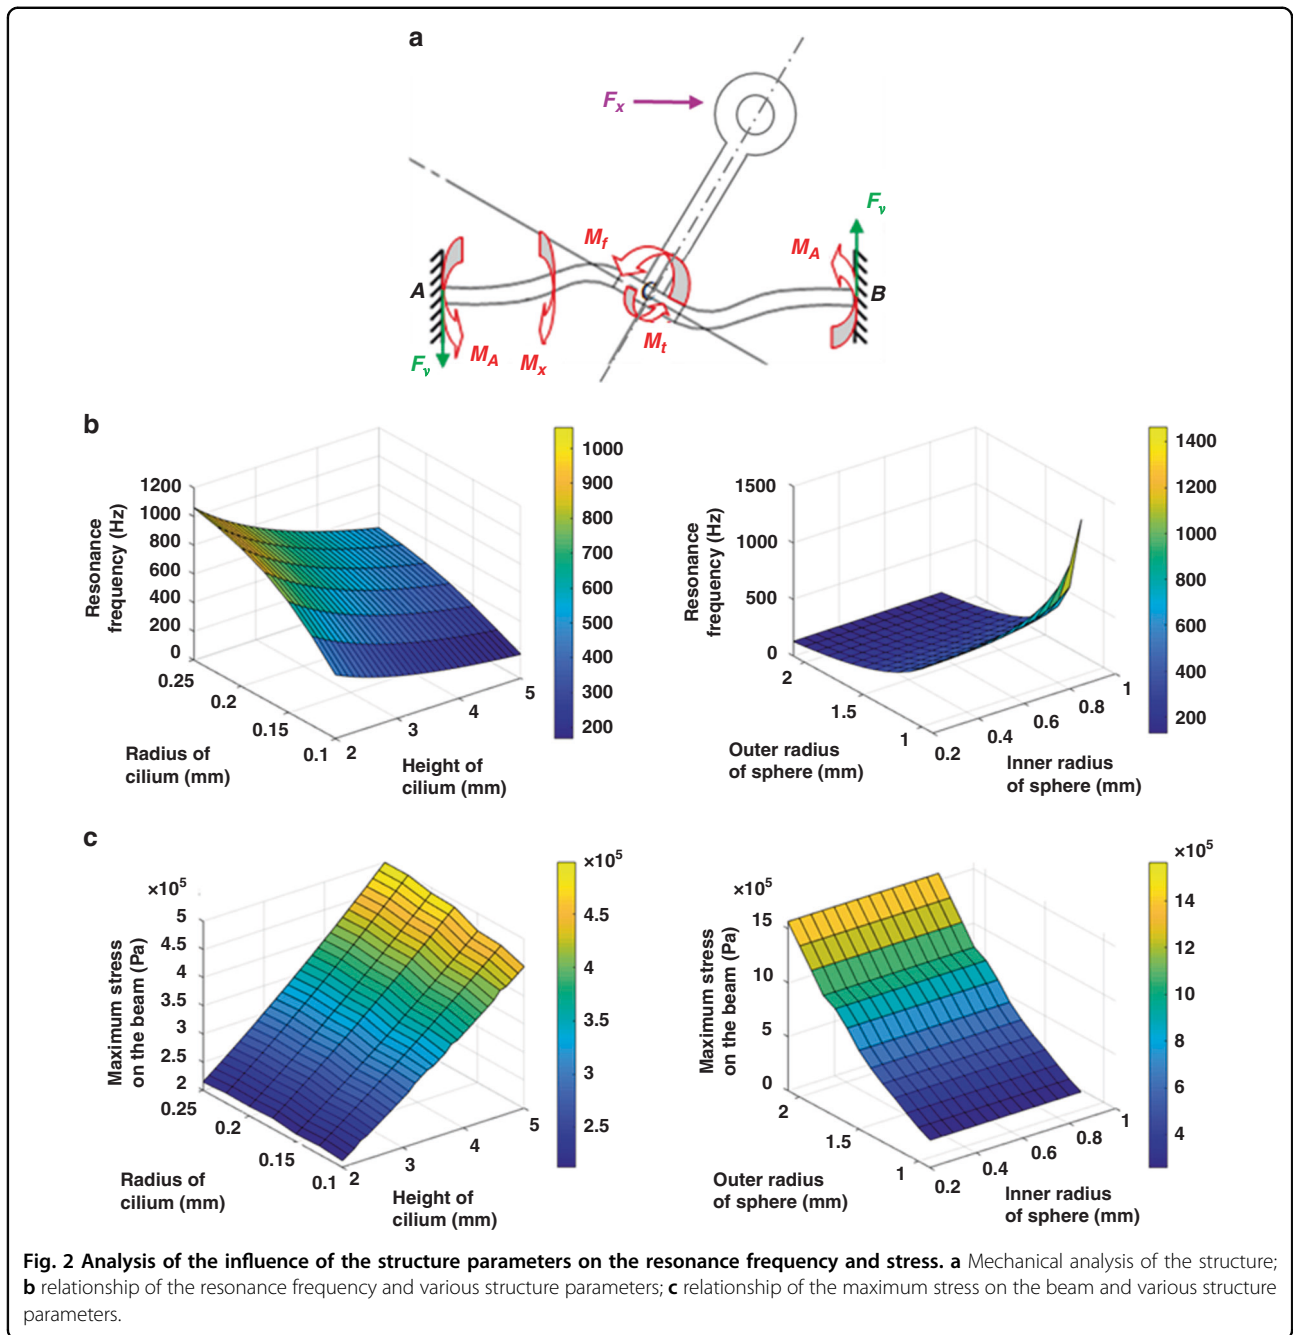 a
Fx
Fv
Mf
MA
A
C
B
Mt
MA
Mx
Fv
b
1200
1000
800
600
400
200
0
Resonance
frequency (Hz)
0.25
0.2
0.15
0.1
Radius of
cilium (mm)
2
3
4
5
Height of
cilium (mm)
1000
900
800
700
600
500
400
300
200
1500
1000
500
0
Resonance
frequency (Hz)
2
1.5
1
Outer radius
of sphere (mm)
0.2
0.4
0.6
0.8
1
Inner radius
of sphere (mm)
1400
1200
1000
800
600
400
200
c
×10⁵
5
4.5
4
3.5
3
2.5
2
Maximum stress
on the beam (Pa)
0.25
0.2
0.15
0.1
Radius of
cilium (mm)
2
3
4
5
Height of
cilium (mm)
×10⁵
4.5
4
3.5
3
2.5
×10⁵
15
10
5
0
Maximum stress
on the beam (Pa)
2
1.5
1
Outer radius
of sphere (mm)
0.2
0.4
0.6
0.8
1
Inner radius
of sphere (mm)
×10⁵
14
12
10
8
6
4
Fig. 2 Analysis of the influence of the structure parameters on the resonance frequency and stress. a Mechanical analysis of the structure;
b relationship of the resonance frequency and various structure parameters; c relationship of the maximum stress on the beam and various structure
parameters.